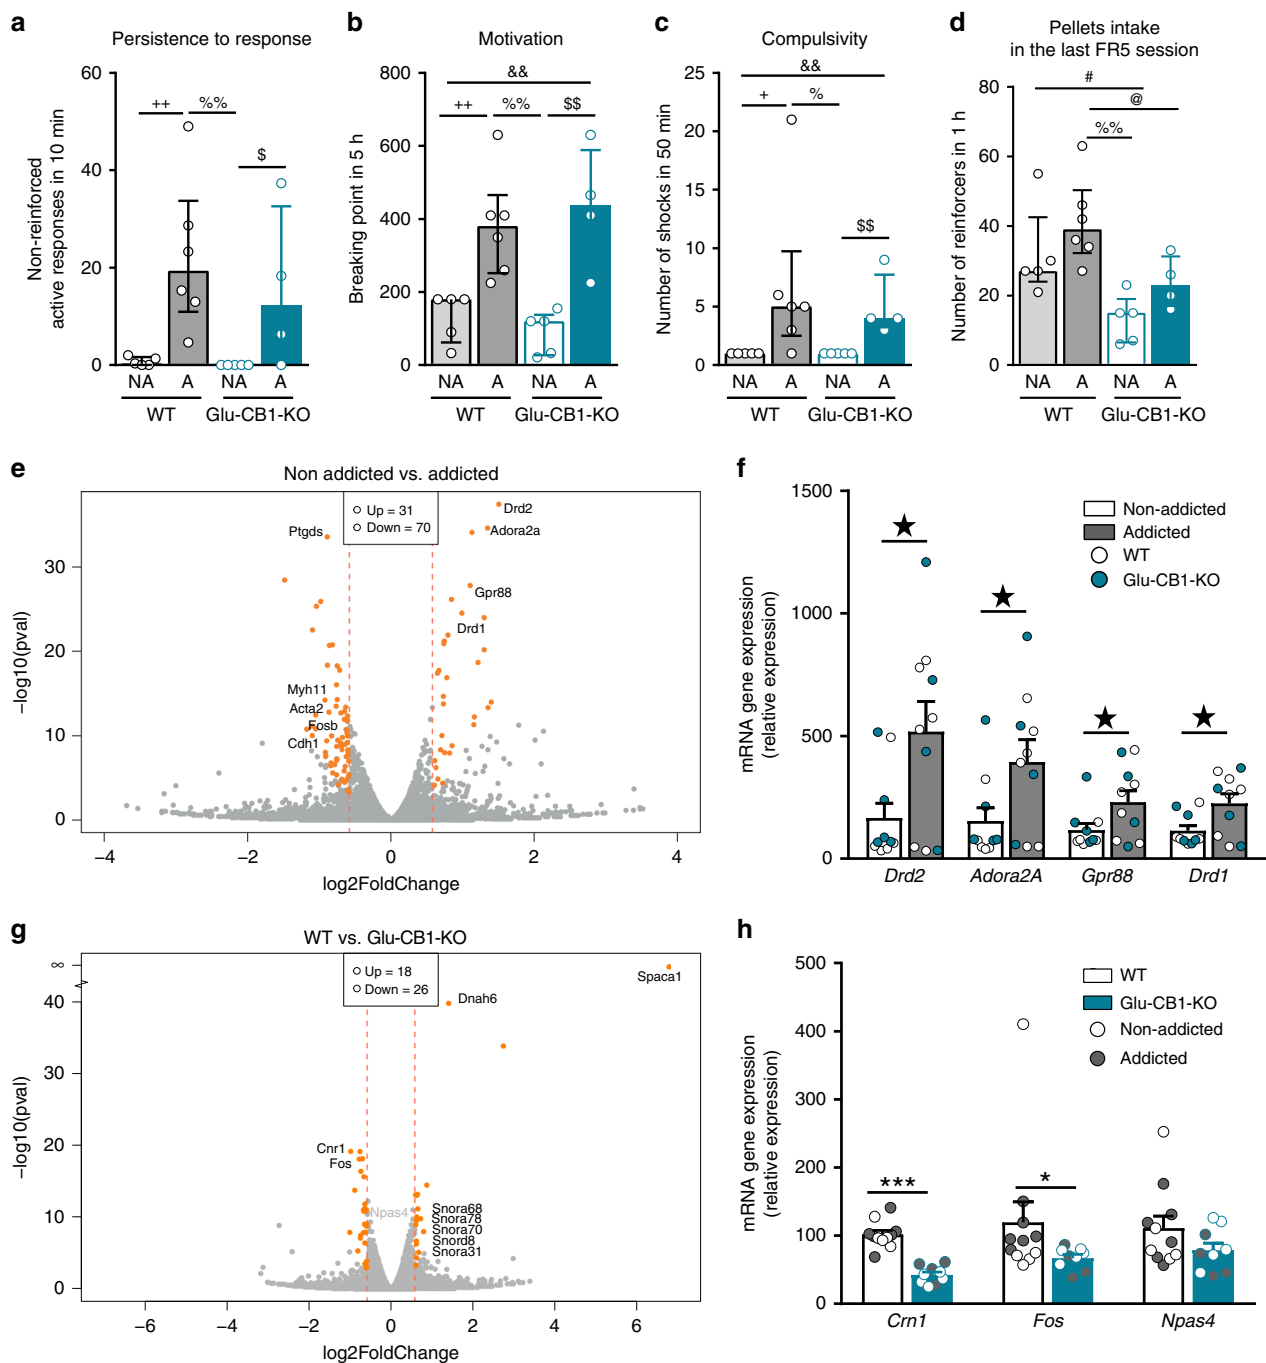 a
Persistence to response
Non-reinforced
active responses in 10 min
60
40
20
0
++
%%
$
NA A NA A
WT Glu-CB1-KO
b
Motivation
Breaking point in 5 h
800
600
400
200
0
&&
++
%%
$$
NA A NA A
WT Glu-CB1-KO
c
Compulsivity
Number of shocks in 50 min
25
20
15
10
5
0
&&
+
%
$$
NA A NA A
WT Glu-CB1-KO
d
Pellets intake
in the last FR5 session
Number of reinforcers in 1 h
80
60
40
20
0
#
@
%%
NA A NA A
WT Glu-CB1-KO
e
Non addicted vs. addicted
Up = 31
Down = 70
Drd2
Adora2a
Ptgds
Gpr88
Drd1
Myh11
Acta2
Fosb
Cdh1
−log10(pval)
30
20
10
0
−4 −2 0 2 4
log2FoldChange
f
mRNA gene expression
(relative expression)
1500
1000
500
0
Non-addicted
Addicted
WT
Glu-CB1-KO
Drd2 Adora2A Gpr88 Drd1
g
WT vs. Glu-CB1-KO
Up = 18
Down = 26
Spaca1
Dnah6
Cnr1
Fos
Npas4
Snora68
Snora78
Snora70
Snord8
Snora31
−log10(pval)
∞
40
30
20
10
0
−6 −4 −2 0 2 4 6
log2FoldChange
h
mRNA gene expression
(relative expression)
500
400
300
200
100
0
WT
Glu-CB1-KO
Non-addicted
Addicted
***
*
Crn1 Fos Npas4